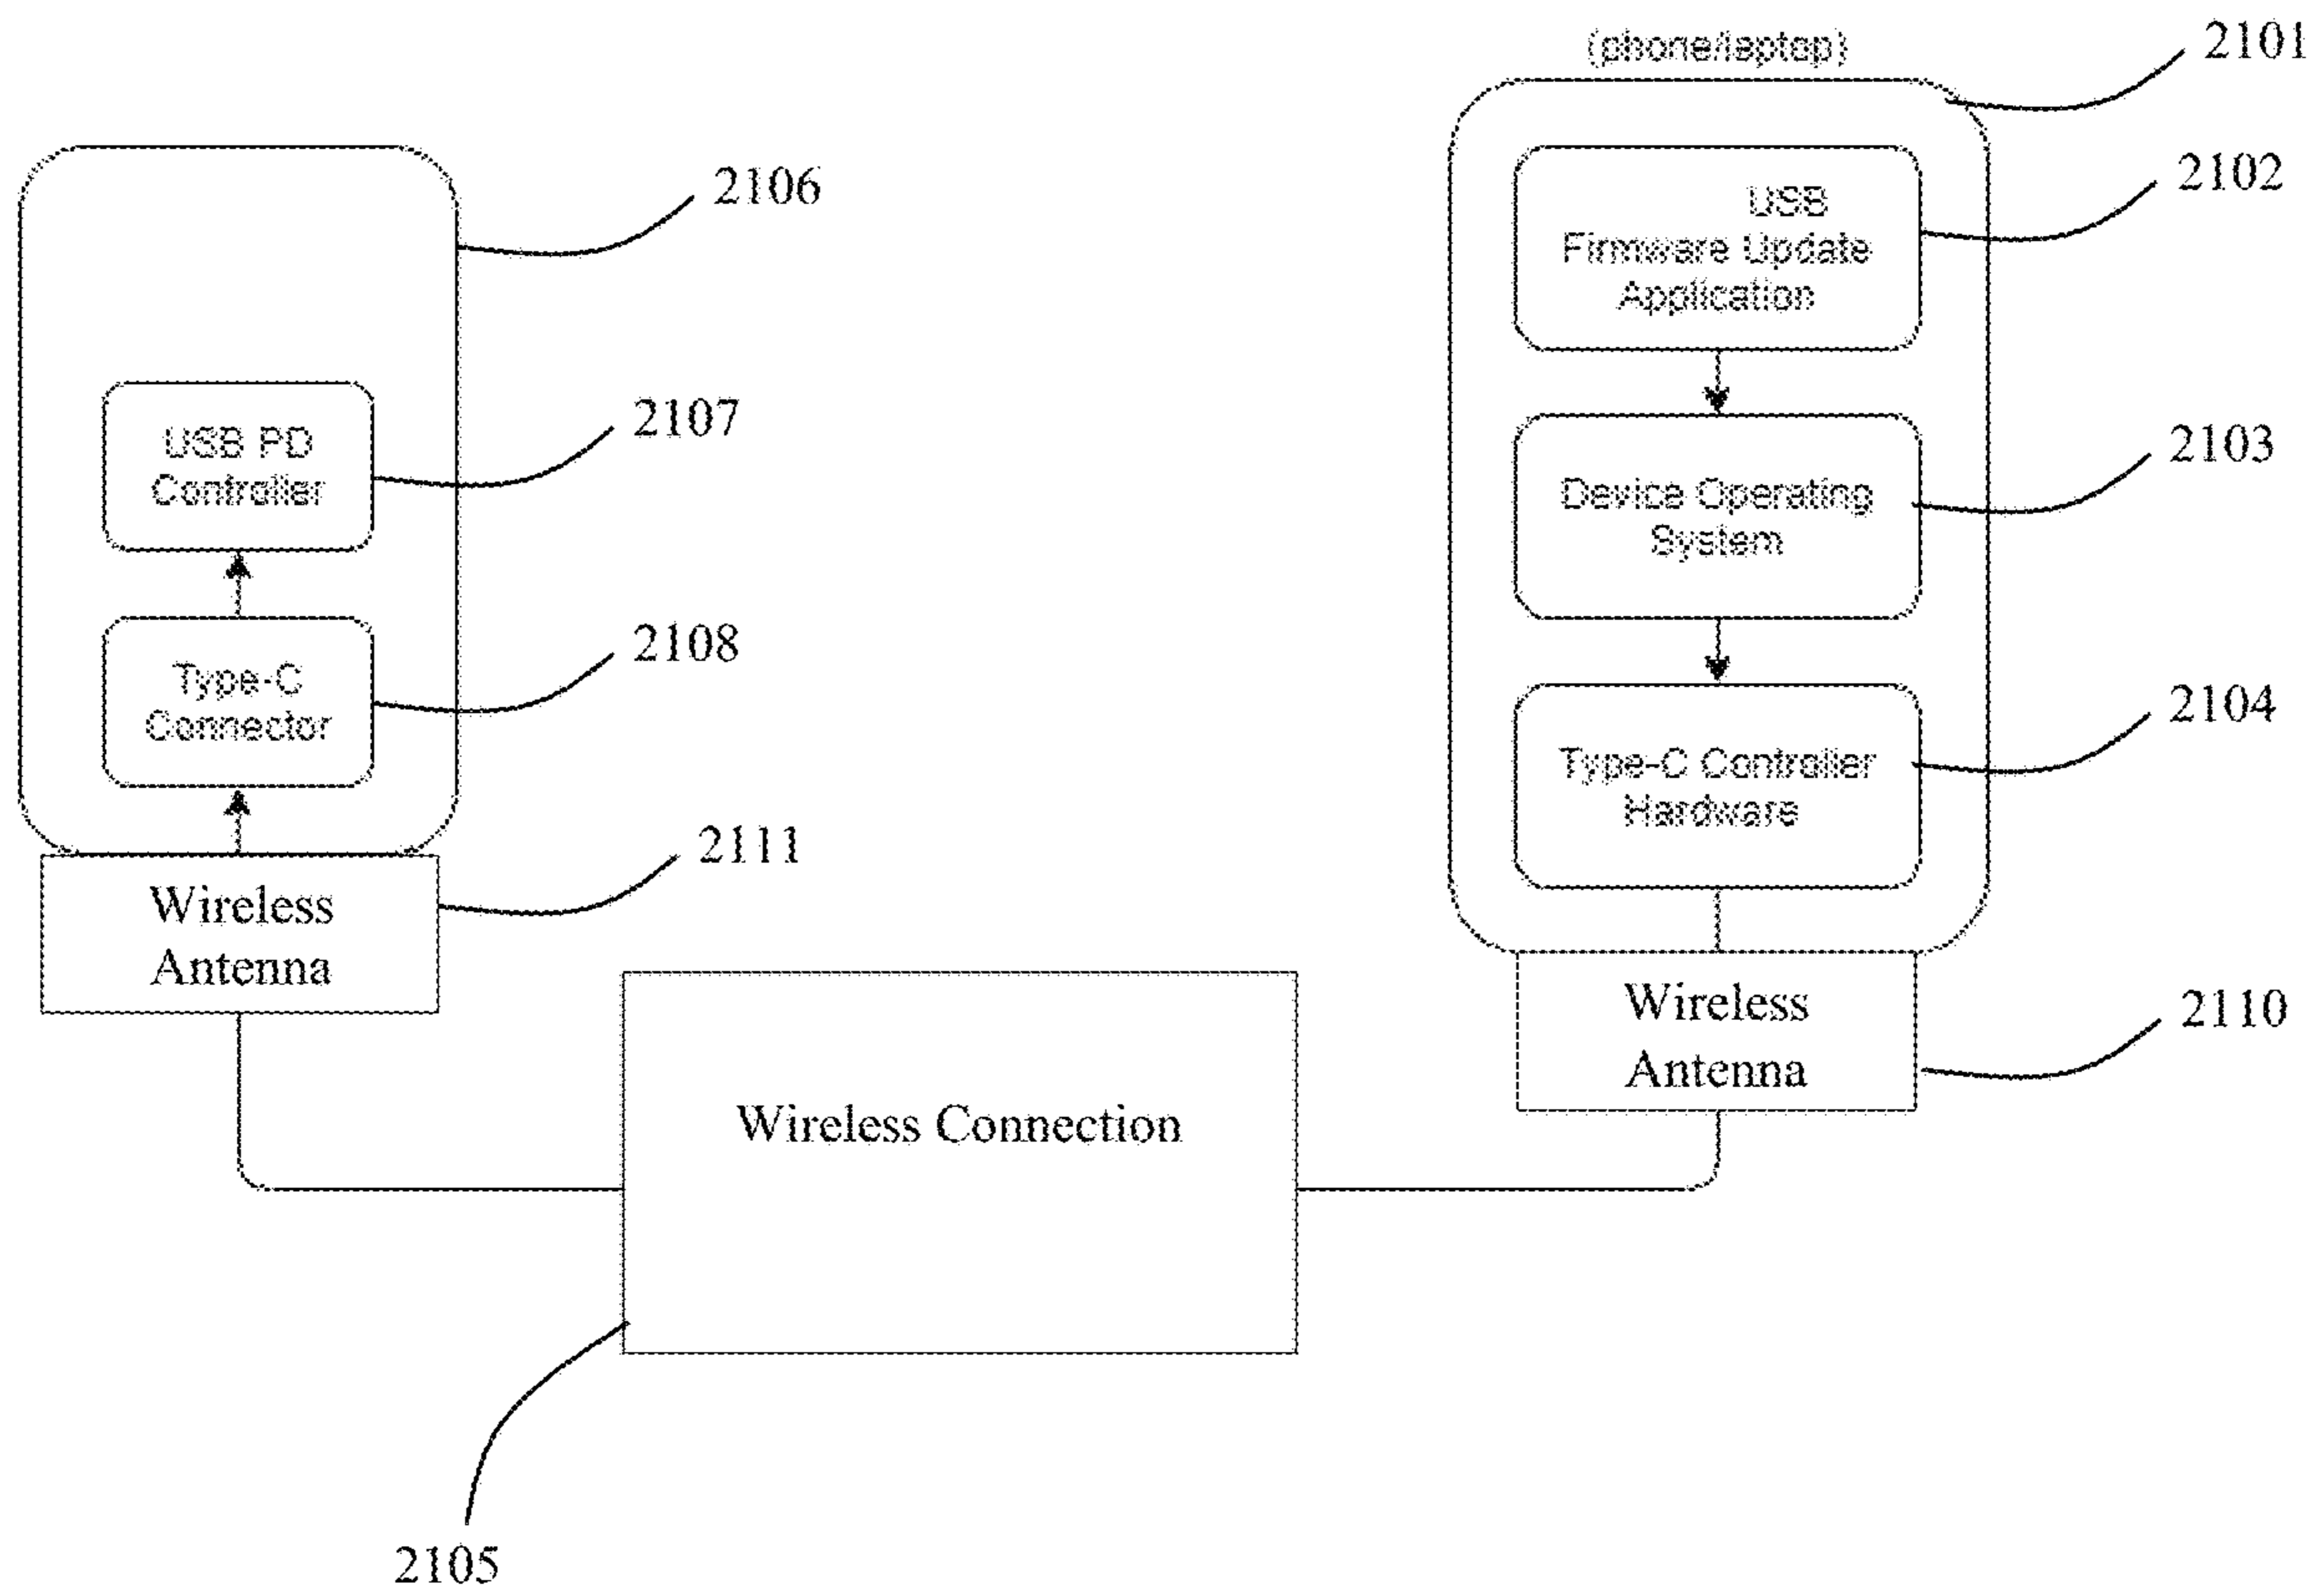 (phone/laptop)
2101
2102
USB
Firmware Update
Application
2106
2107
USB PD
Controller
2103
Device Operating
System
2108
Type-C
Connector
2104
Type-C Controller
Hardware
2111
Wireless
Antenna
Wireless
Antenna
2110
Wireless Connection
2105